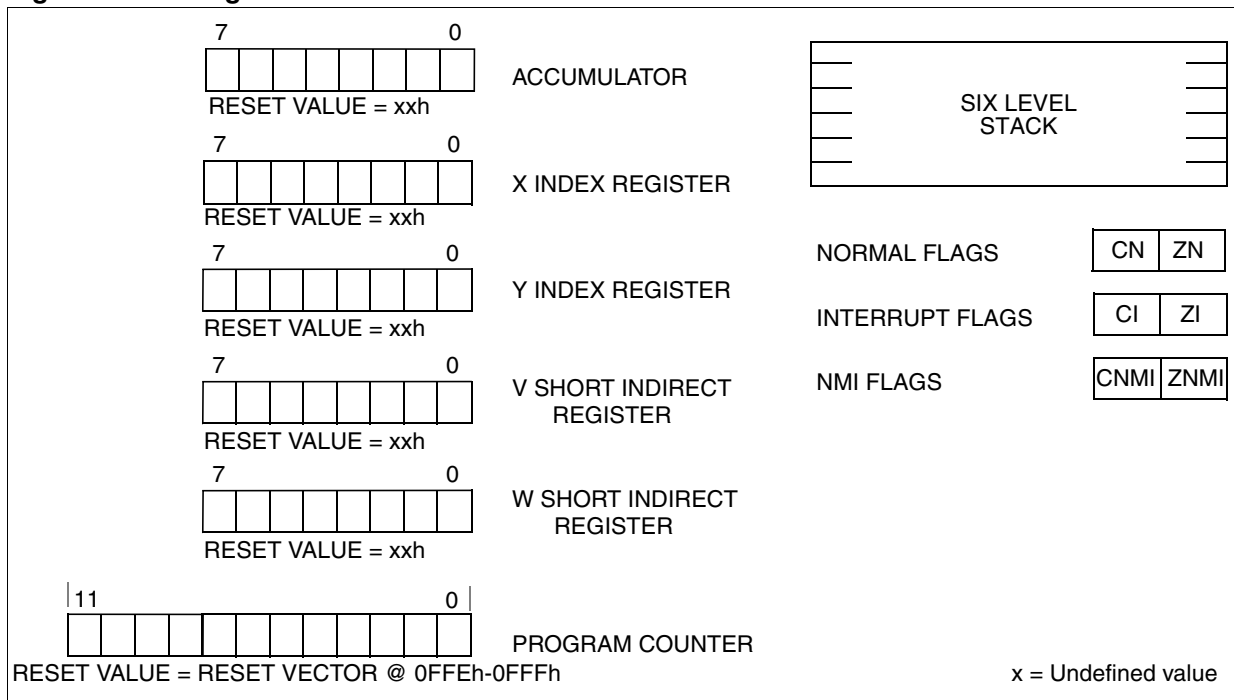 7 0
ACCUMULATOR
RESET VALUE = xxh
7 0
X INDEX REGISTER
RESET VALUE = xxh
7 0
Y INDEX REGISTER
RESET VALUE = xxh
7 0
V SHORT INDIRECT
REGISTER
RESET VALUE = xxh
7 0
W SHORT INDIRECT
REGISTER
RESET VALUE = xxh
11 0
PROGRAM COUNTER
RESET VALUE = RESET VECTOR @ 0FFEh-0FFFh
SIX LEVEL
STACK
NORMAL FLAGS CN ZN
INTERRUPT FLAGS CI ZI
NMI FLAGS CNMI ZNMI
x = Undefined value